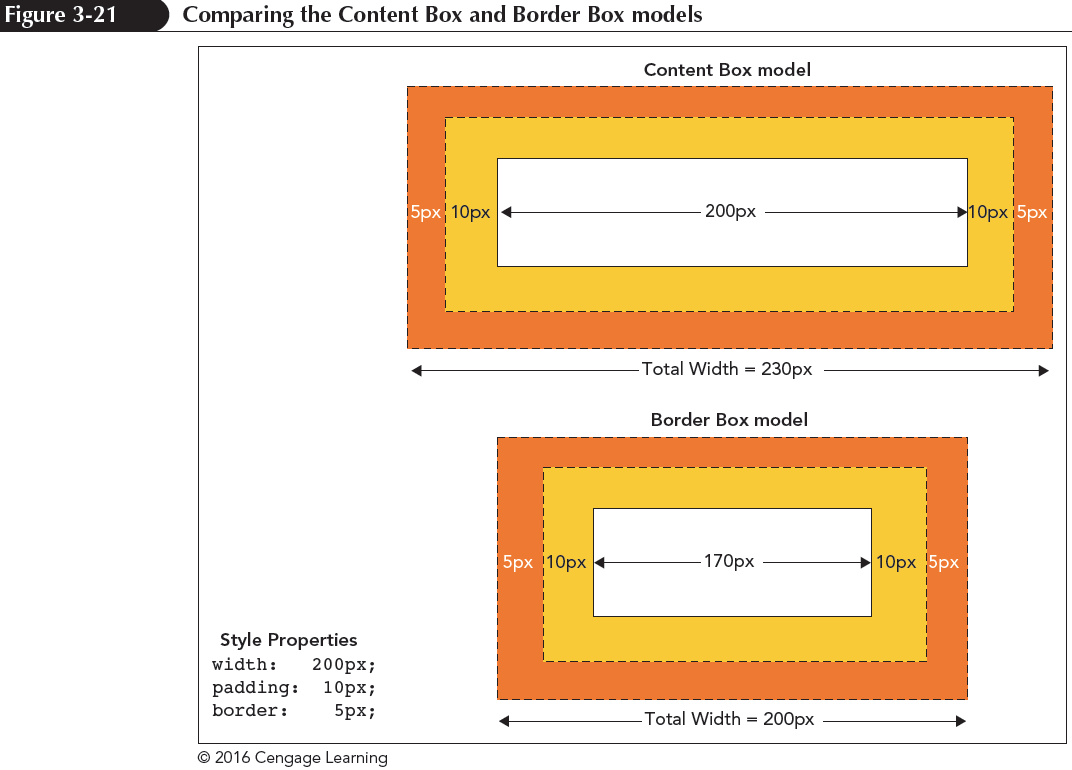 Figure 3-21 Comparing the Content Box and Border Box models
Content Box model
5px 10px 200px 10px 5px
Total Width = 230px
Border Box model
5px 10px 170px 10px 5px
Style Properties
width: 200px;
padding: 10px;
border: 5px;
Total Width = 200px
© 2016 Cengage Learning